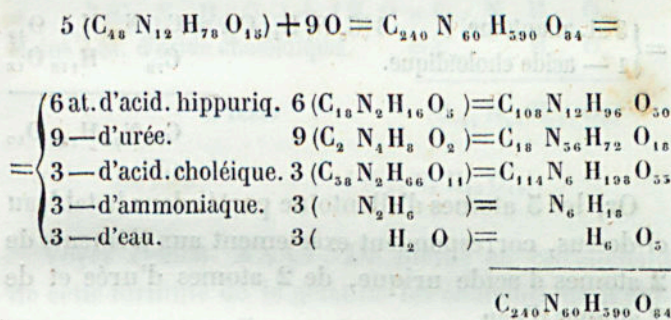 5 (C₄₈ N₁₂ H₇₈ O₁₅) + 9 O = C₂₄₀ N₆₀ H₃₉₀ O₈₄ =
6 at. d'acid. hippuriq. 6 (C₁₈ N₂ H₁₆ O₅ ) = C₁₀₈ N₁₂ H₉₆ O₃₀
9 — d'urée. 9 (C₂ N₄ H₈ O₂ ) = C₁₈ N₃₆ H₇₂ O₁₈
= { 3 — d'acid. choléique. 3 (C₃₈ N₂ H₆₆ O₁₁) = C₁₁₄ N₆ H₁₉₈ O₃₃
3 — d'ammoniaque. 3 ( N₂ H₆ ) = N₆ H₁₈
3 — d'eau. 3 ( H₂ O ) = H₆ O₃
C₂₄₀ N₆₀ H₃₉₀ O₈₄